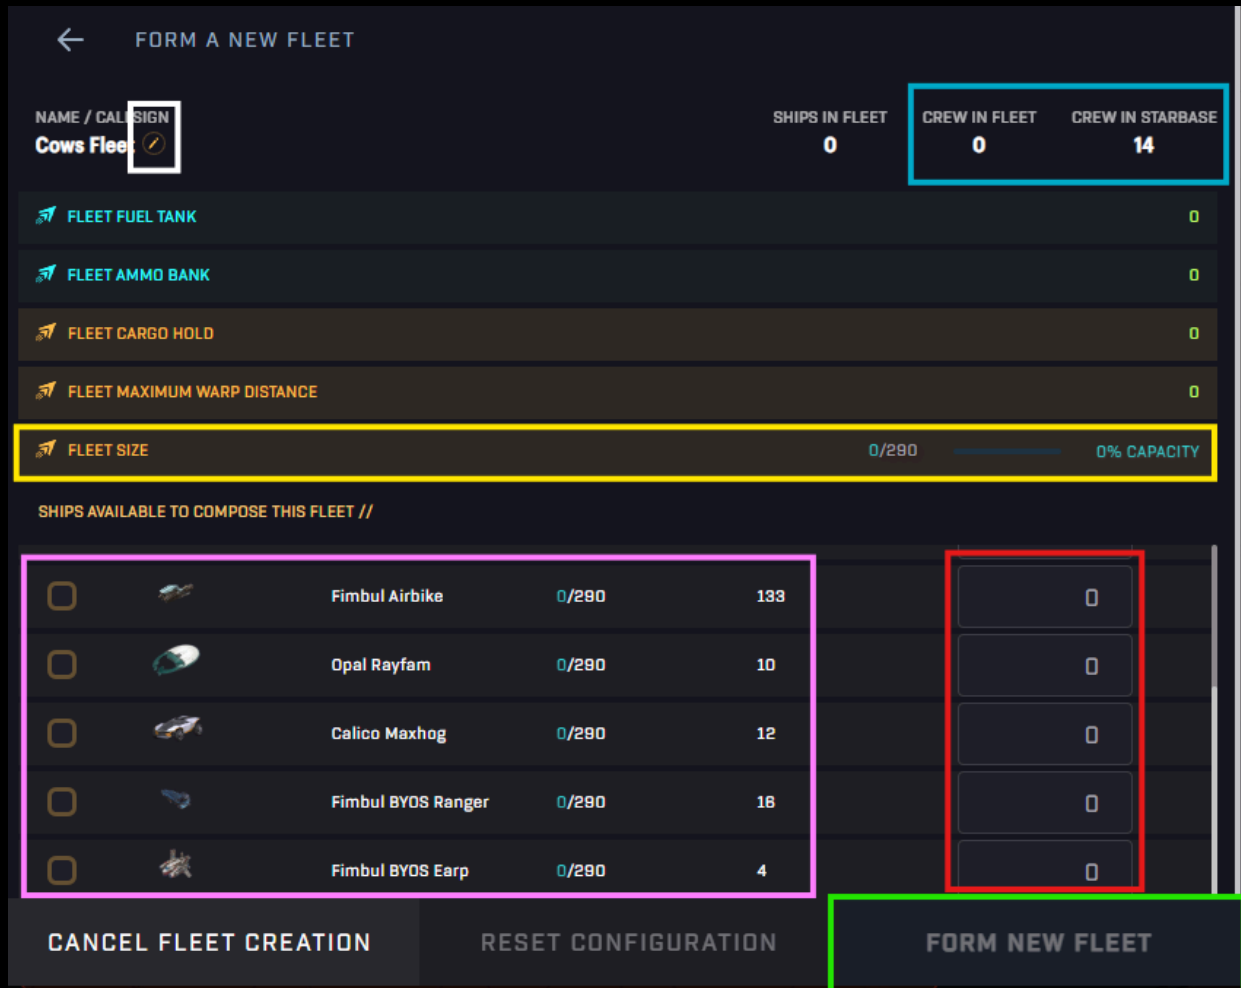 FORM A NEW FLEET
NAME / CALLSIGN
Cows Fleet
SHIPS IN FLEET
0
CREW IN FLEET
0
CREW IN STARBASE
14
FLEET FUEL TANK 0
FLEET AMMO BANK 0
FLEET CARGO HOLD 0
FLEET MAXIMUM WARP DISTANCE 0
FLEET SIZE 0/290 0% CAPACITY
SHIPS AVAILABLE TO COMPOSE THIS FLEET //
Fimbul Airbike 0/290 133 0
Opal Rayfam 0/290 10 0
Calico Maxhog 0/290 12 0
Fimbul BYOS Ranger 0/290 16 0
Fimbul BYOS Earp 0/290 4 0
CANCEL FLEET CREATION
RESET CONFIGURATION
FORM NEW FLEET